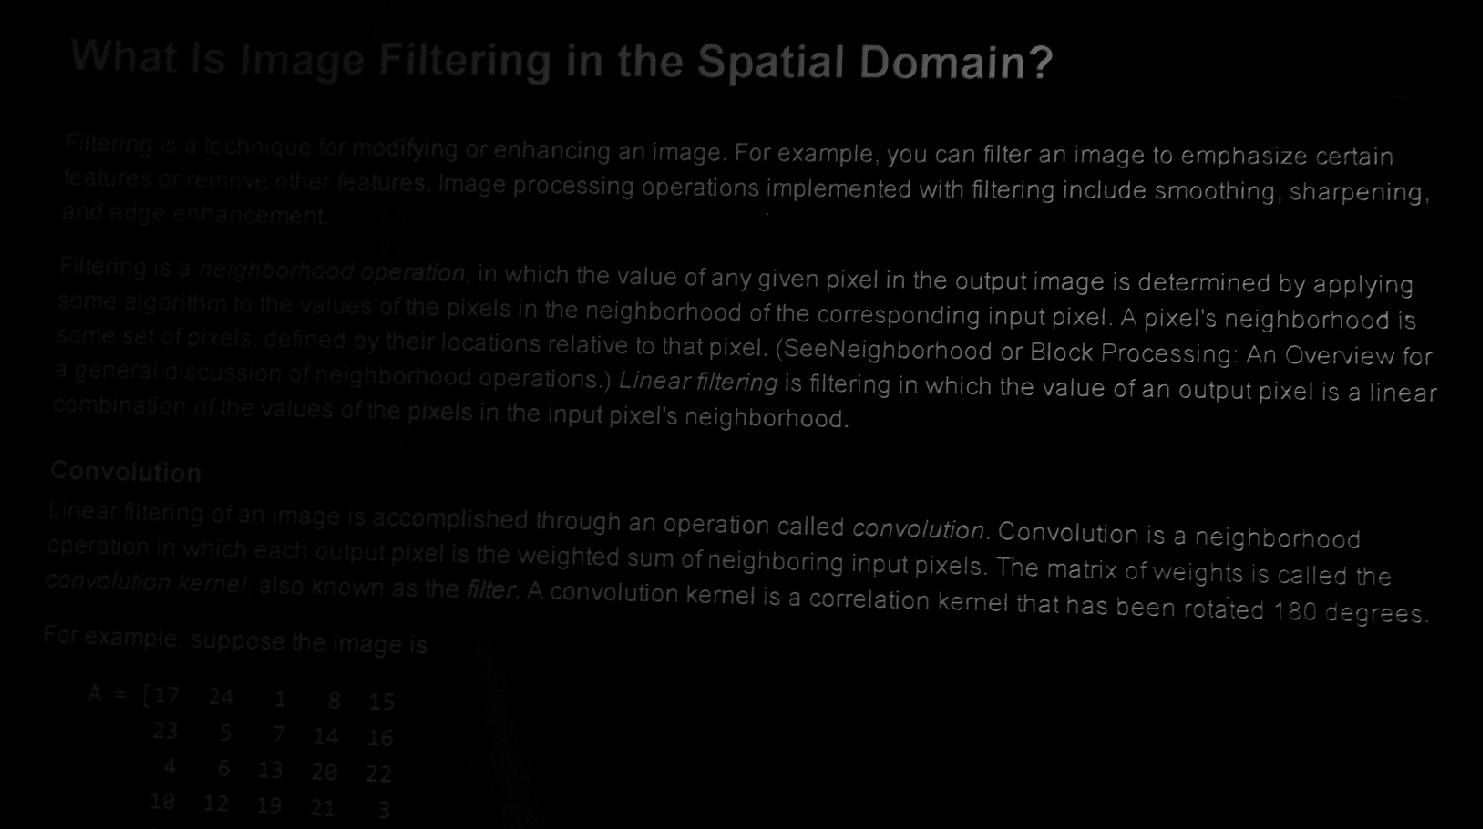 What Is Image Filtering in the Spatial Domain?
Filtering is a technique for modifying or enhancing an image. For example, you can filter an image to emphasize certain
features or remove other features. Image processing operations implemented with filtering include smoothing, sharpening,
and edge enhancement.
Filtering is a neighborhood operation, in which the value of any given pixel in the output image is determined by applying
some algorithm to the values of the pixels in the neighborhood of the corresponding input pixel. A pixel's neighborhood is
some set of pixels, defined by their locations relative to that pixel. (SeeNeighborhood or Block Processing: An Overview for
a general discussion of neighborhood operations.) Linear filtering is filtering in which the value of an output pixel is a linear
combination of the values of the pixels in the input pixel's neighborhood.
Convolution
Linear filtering of an image is accomplished through an operation called convolution. Convolution is a neighborhood
operation in which each output pixel is the weighted sum of neighboring input pixels. The matrix of weights is called the
convolution kernel, also known as the filter. A convolution kernel is a correlation kernel that has been rotated 180 degrees.
For example, suppose the image is
A = [17 24 1 8 15
23 5 7 14 16
4 6 13 20 22
10 12 19 21 3